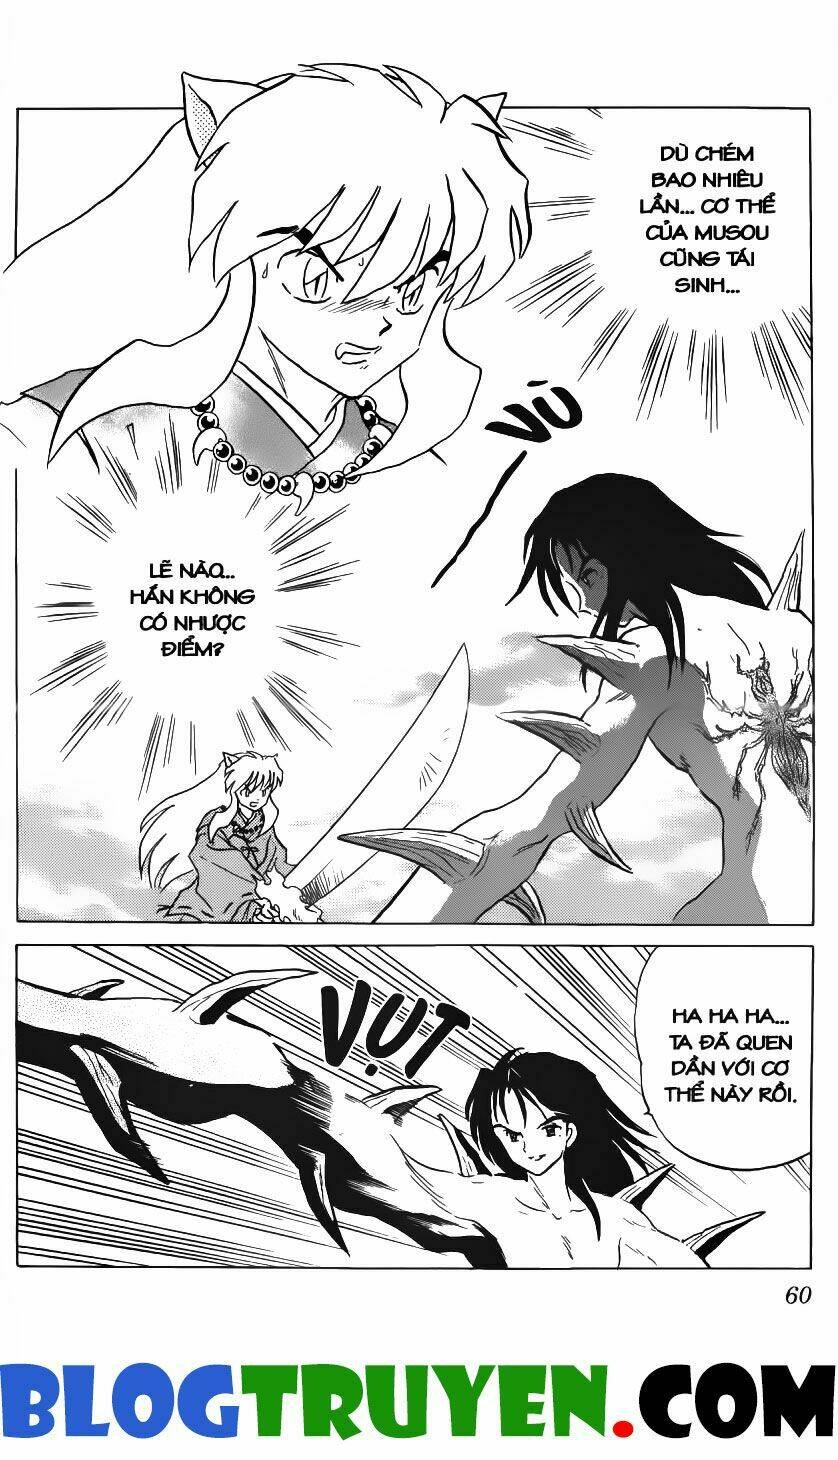 DÙ CHÉM
BAO NHIÊU
LẦN... CƠ THỂ
CỦA MUSOU
CŨNG TÁI
SINH...
VÙ
LẼ NÀO...
HẮN KHÔNG
CÓ NHƯỢC
ĐIỂM?
VỤT
HA HA HA...
TA ĐÃ QUEN
DẦN VỚI CƠ
THỂ NÀY RỒI.
60
BLOGTRUYEN.COM